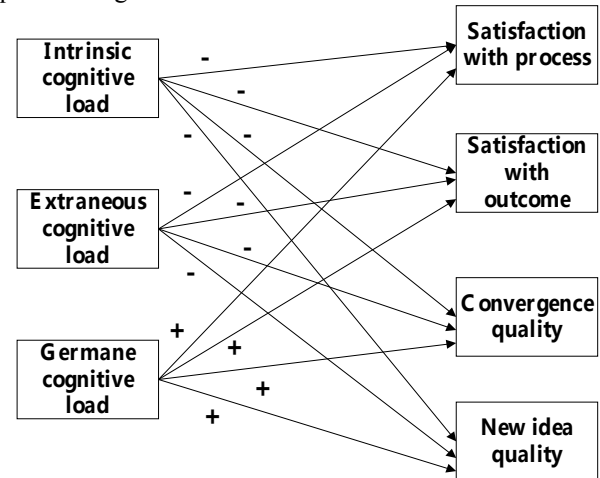 Intrinsic
cognitive
load
Extraneous
cognitive
load
Germane
cognitive
load
-
-
-
-
-
-
-
-
+
+
+
+
Satisfaction
with process
Satisfaction
with
outcome
Convergence
quality
New idea
quality